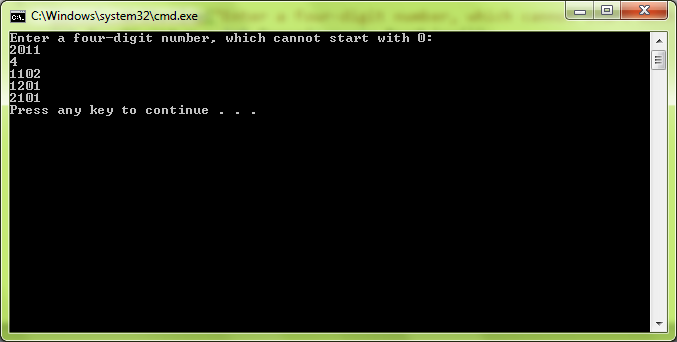 C:\Windows\system32\cmd.exe
Enter a four-digit number, which cannot start with 0:
2011
4
1102
1201
2101
Press any key to continue . . .